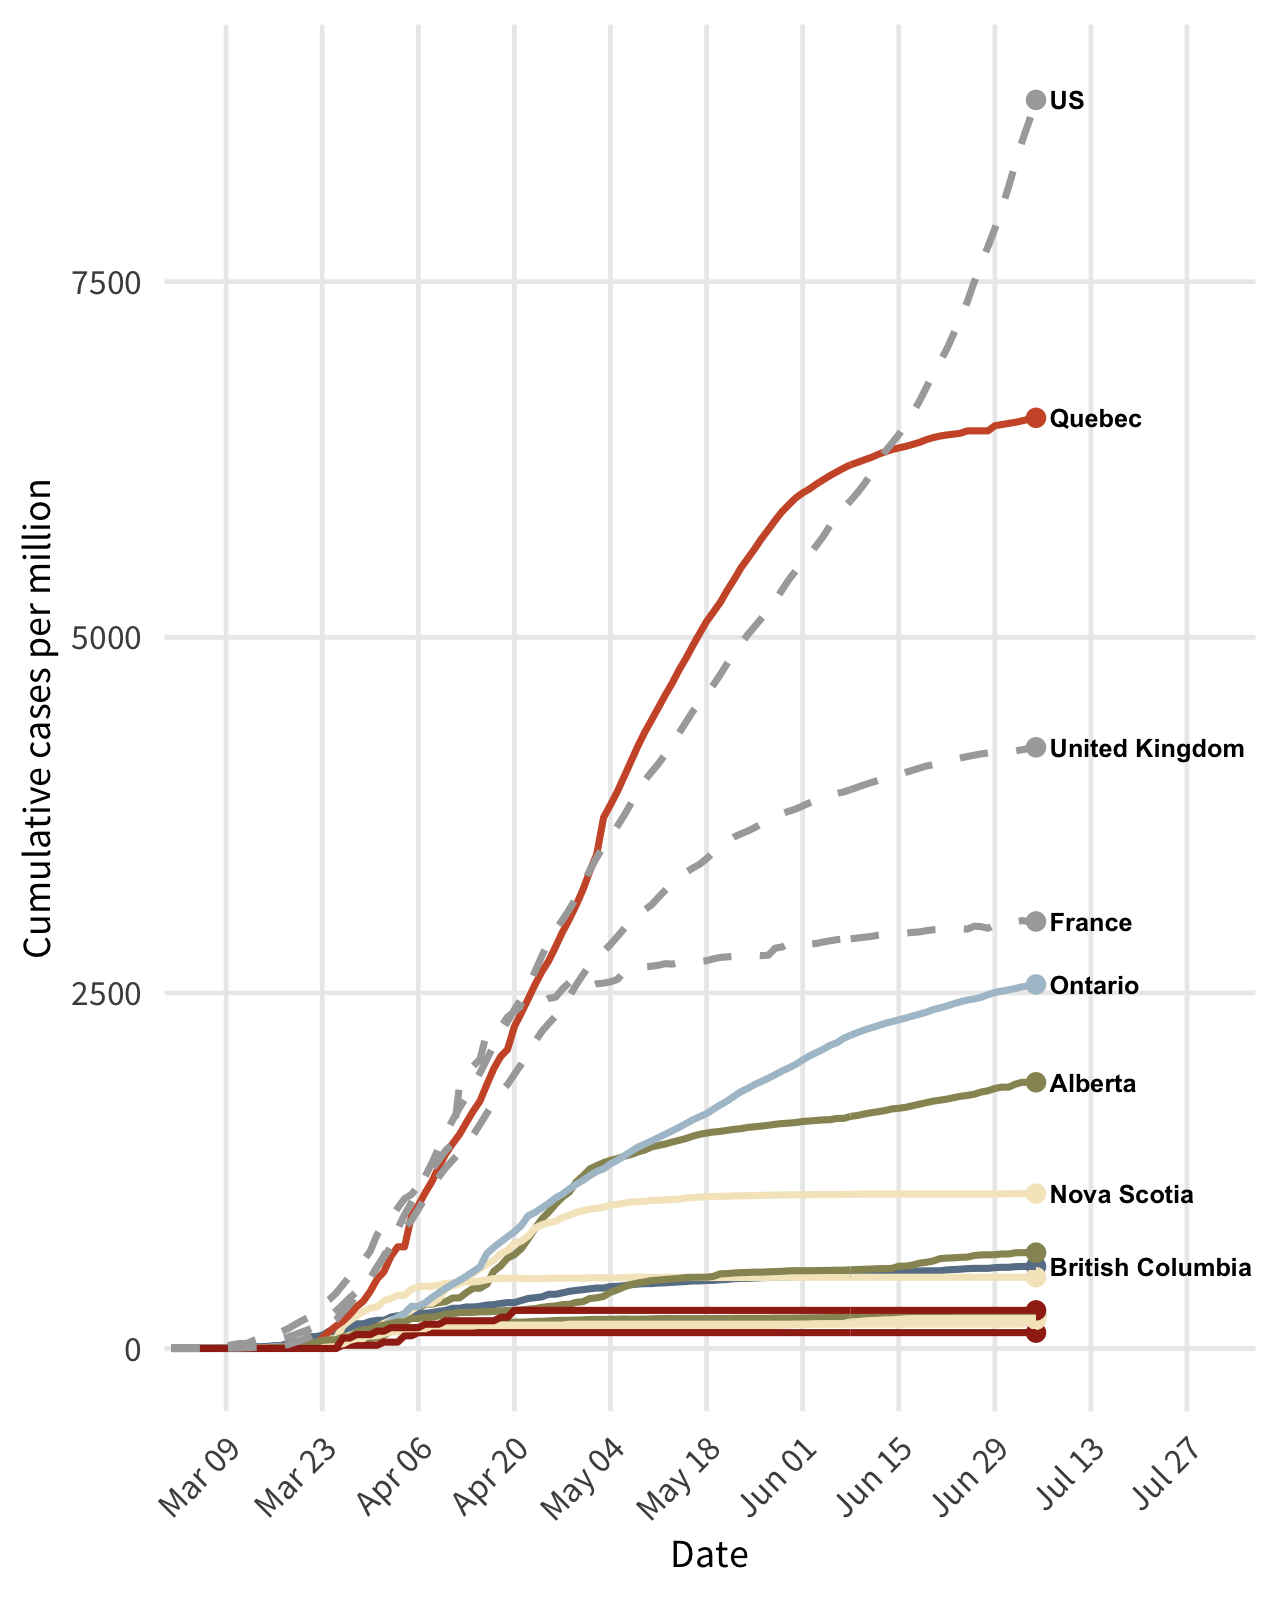 US
7500
Quebec
5000
United Kingdom
France
2500
Ontario
Alberta
Nova Scotia
British Columbia
0
Cumulative cases per million
Mar 09
Mar 23
Apr 06
Apr 20
May 04
May 18
Jun 01
Jun 15
Jun 29
Jul 13
Jul 27
Date